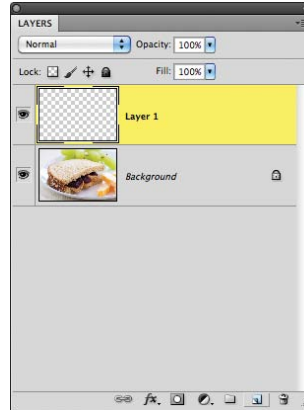 LAYERS
Normal Opacity: 100%
Lock: Fill: 100%
Layer 1
Background
fx.